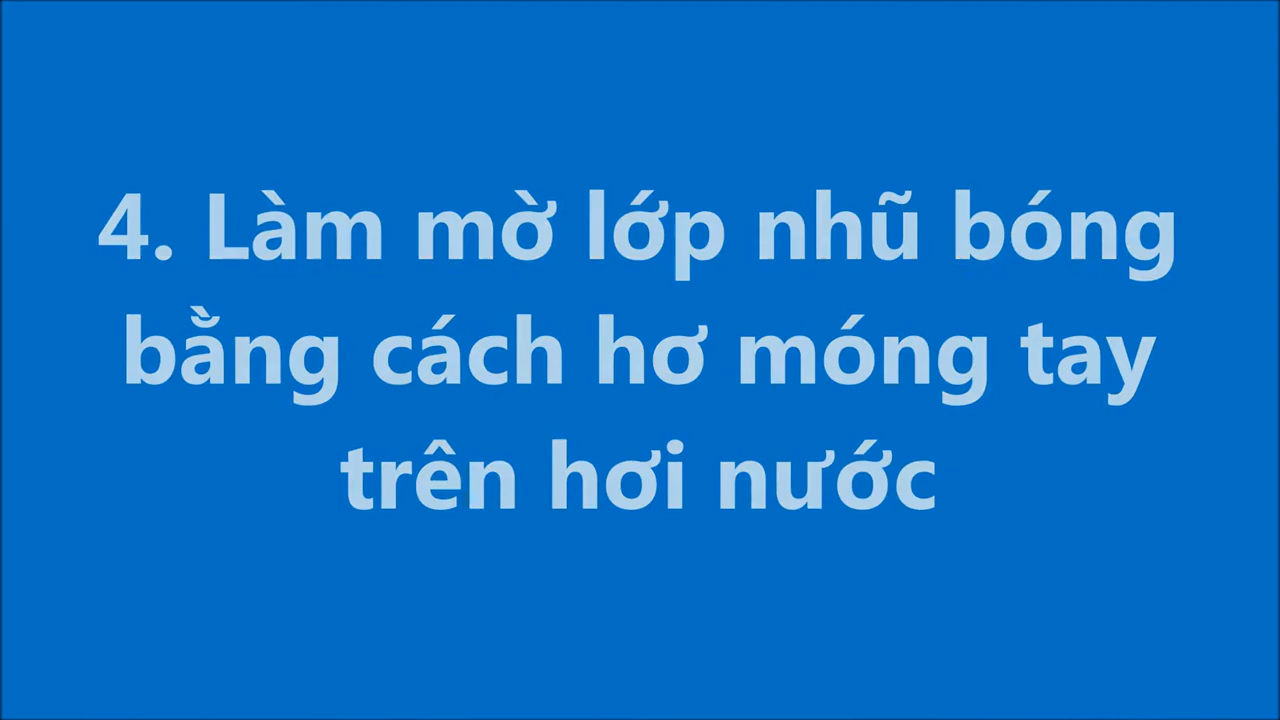 4. Làm mờ lớp nhũ bóng
bằng cách hơ móng tay
trên hơi nước